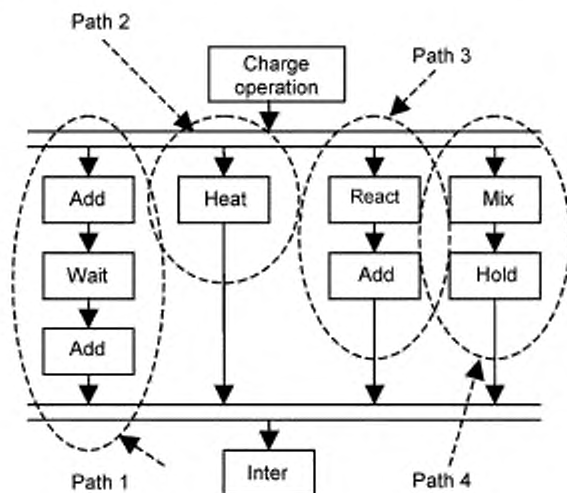 Path 2
Charge
operation
Path 3
Add
Heat
React
Mix
Wait
Add
Hold
Add
Path 1
Inter
Path 4